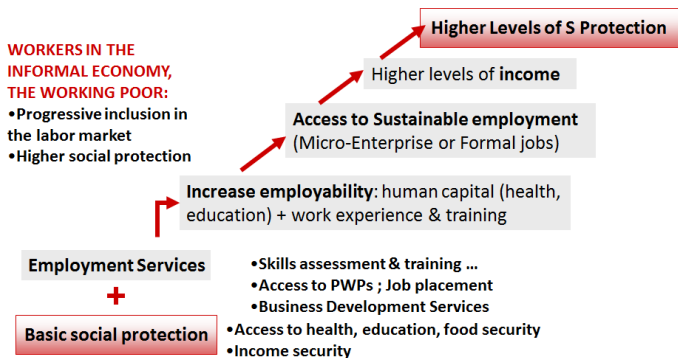 Higher Levels of S Protection
WORKERS IN THE
INFORMAL ECONOMY,
THE WORKING POOR:
•Progressive inclusion in
the labor market
•Higher social protection
Higher levels of income
Access to Sustainable employment
(Micro-Enterprise or Formal jobs)
Increase employability: human capital (health,
education) + work experience & training
Employment Services
•Skills assessment & training ...
•Access to PWPs ; Job placement
•Business Development Services
+
Basic social protection
•Access to health, education, food security
•Income security